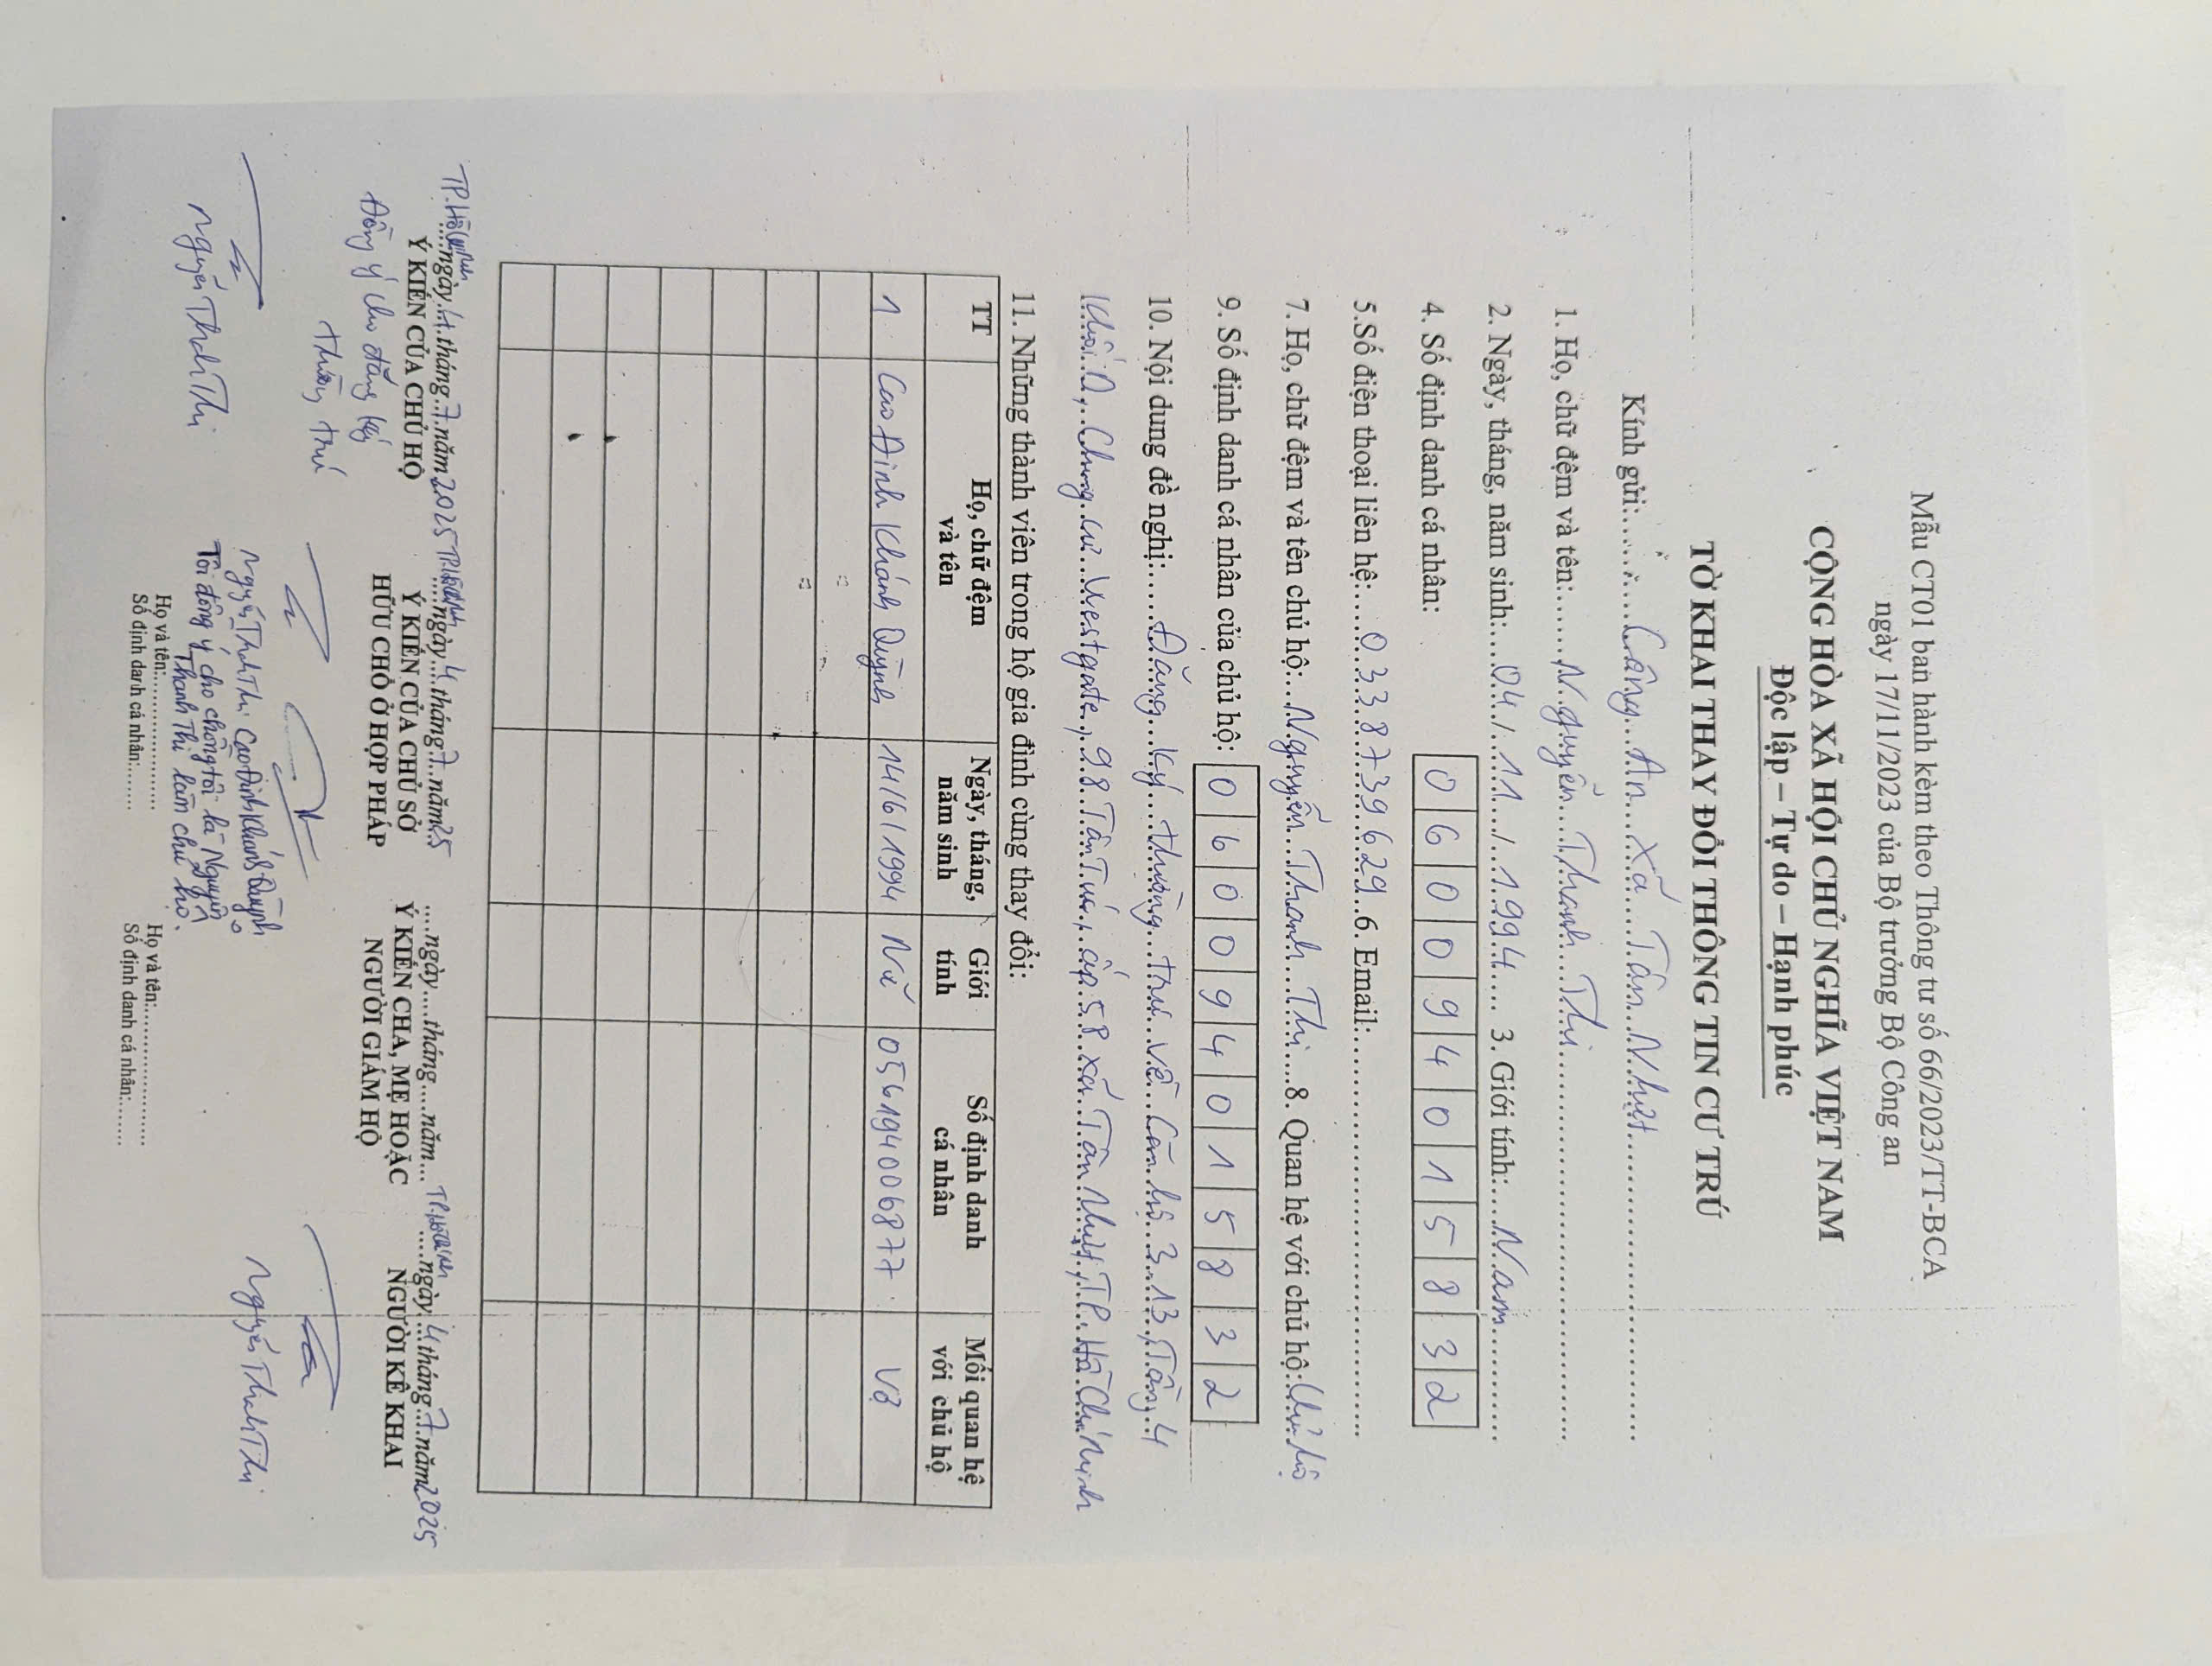 Mẫu CT01 ban hành kèm theo Thông tư số 66/2023/TT-BCA
ngày 17/11/2023 của Bộ trưởng Bộ Công an
CỘNG HÒA XÃ HỘI CHỦ NGHĨA VIỆT NAM
Độc lập – Tự do – Hạnh phúc
TỜ KHAI THAY ĐỔI THÔNG TIN CƯ TRÚ
Kính gửi:.......Công An xã Tân Nhựt..............
1. Họ, chữ đệm và tên:......Nguyễn Thanh Thi..............
2. Ngày, tháng, năm sinh:...04./.11./.1994.... 3. Giới tính:....Nam..........
4. Số định danh cá nhân: 0 6 0 0 9 4 0 1 5 8 3 2
5.Số điện thoại liên hệ:....0338739629..6. Email:..............
7. Họ, chữ đệm và tên chủ hộ:...Nguyễn Thanh Thi....8. Quan hệ với chủ hộ:Chủ hộ
9. Số định danh cá nhân của chủ hộ: 0 6 0 0 9 4 0 1 5 8 3 2
10. Nội dung đề nghị:.....Đăng ký thường trú về Căn hộ 3.13, Tầng 4
Khối A, Chung cư Westgate, 98 Tân Túc, ấp 58 xã Tân Nhựt, TP. Hồ Chí Minh
11. Những thành viên trong hộ gia đình cùng thay đổi:
TT Họ, chữ đệm và tên Ngày, tháng, năm sinh Giới tính Số định danh cá nhân Mối quan hệ với chủ hộ
1 Cao Đinh Khánh Quỳnh 14/6/1994 Nữ 056194006877 Vợ
TP.Hồ Chí Minh ....ngày.4.tháng.7.năm2025
Ý KIẾN CỦA CHỦ HỘ
Đồng ý cho đăng ký
thường trú
Nguyễn Thanh Thi
TP.Hồ Chí Minh ....ngày...4.tháng.7.năm25
Ý KIẾN CỦA CHỦ SỞ
HỮU CHỖ Ở HỢP PHÁP
Nguyễn Thanh Thi Cao Đinh Khánh Quỳnh
Tôi đồng ý cho chồng tôi là Nguyễn
Thanh Thi làm chủ hộ.
Họ và tên:....................
Số định danh cá nhân:.......
....ngày.....tháng.....năm....
Ý KIẾN CHA, MẸ HOẶC
NGƯỜI GIÁM HỘ
Họ và tên:....................
Số định danh cá nhân:.......
TP.Hồ Chí Minh ....ngày...4.tháng.7.năm2025
NGƯỜI KÊ KHAI
Nguyễn Thanh Thi